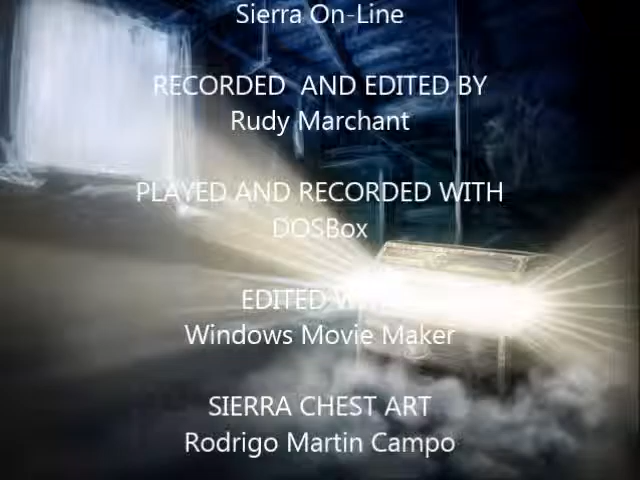 Sierra On-Line
RECORDED AND EDITED BY
Rudy Marchant
PLAYED AND RECORDED WITH
DOSBox
EDITED
Windows Movie Maker
SIERRA CHEST ART
Rodrigo Martin Campo